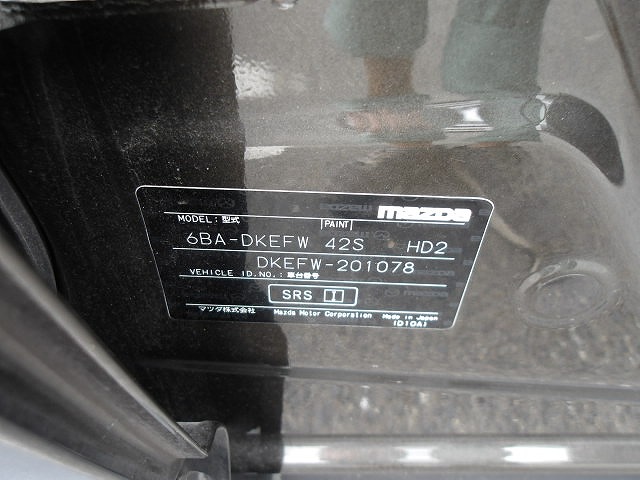 mazda
MODEL: 型式 PAINT
6BA-DKEFW 42S HD2
DKEFW-201078
VEHICLE ID.NO.: 車台番号
SRS
マツダ株式会社 Mazda Motor Corporation Made in Japan
(D10A)